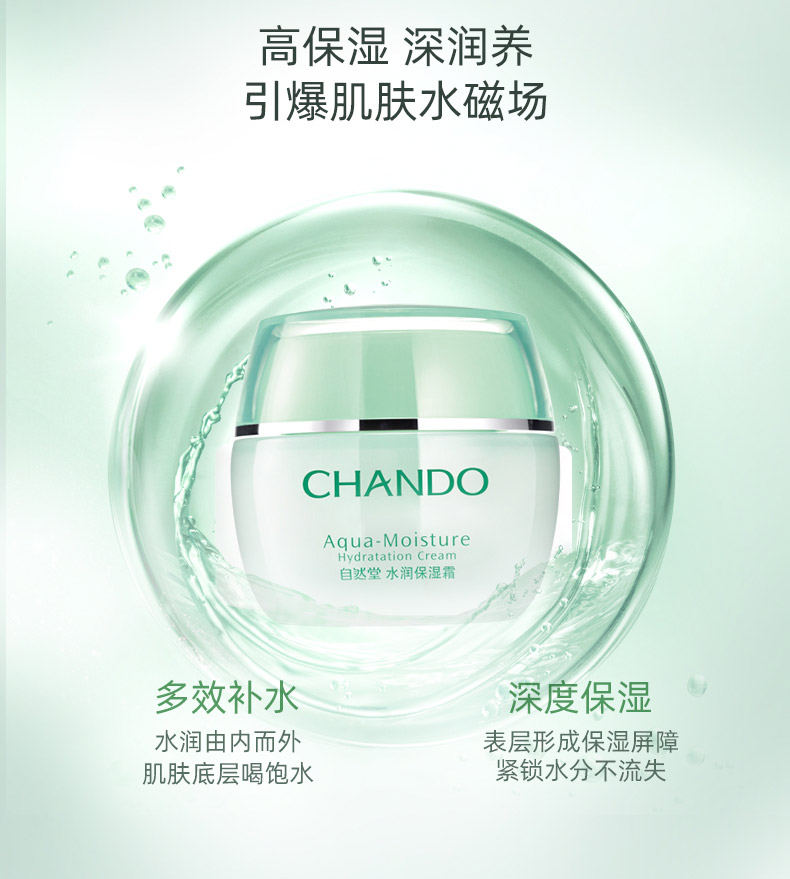 高保湿 深润养
引爆肌肤水磁场
CHANDO
Aqua-Moisture
Hydratation Cream
自然堂 水润保湿霜
多效补水
水润由内而外
肌肤底层喝饱水
深度保湿
表层形成保湿屏障
紧锁水分不流失